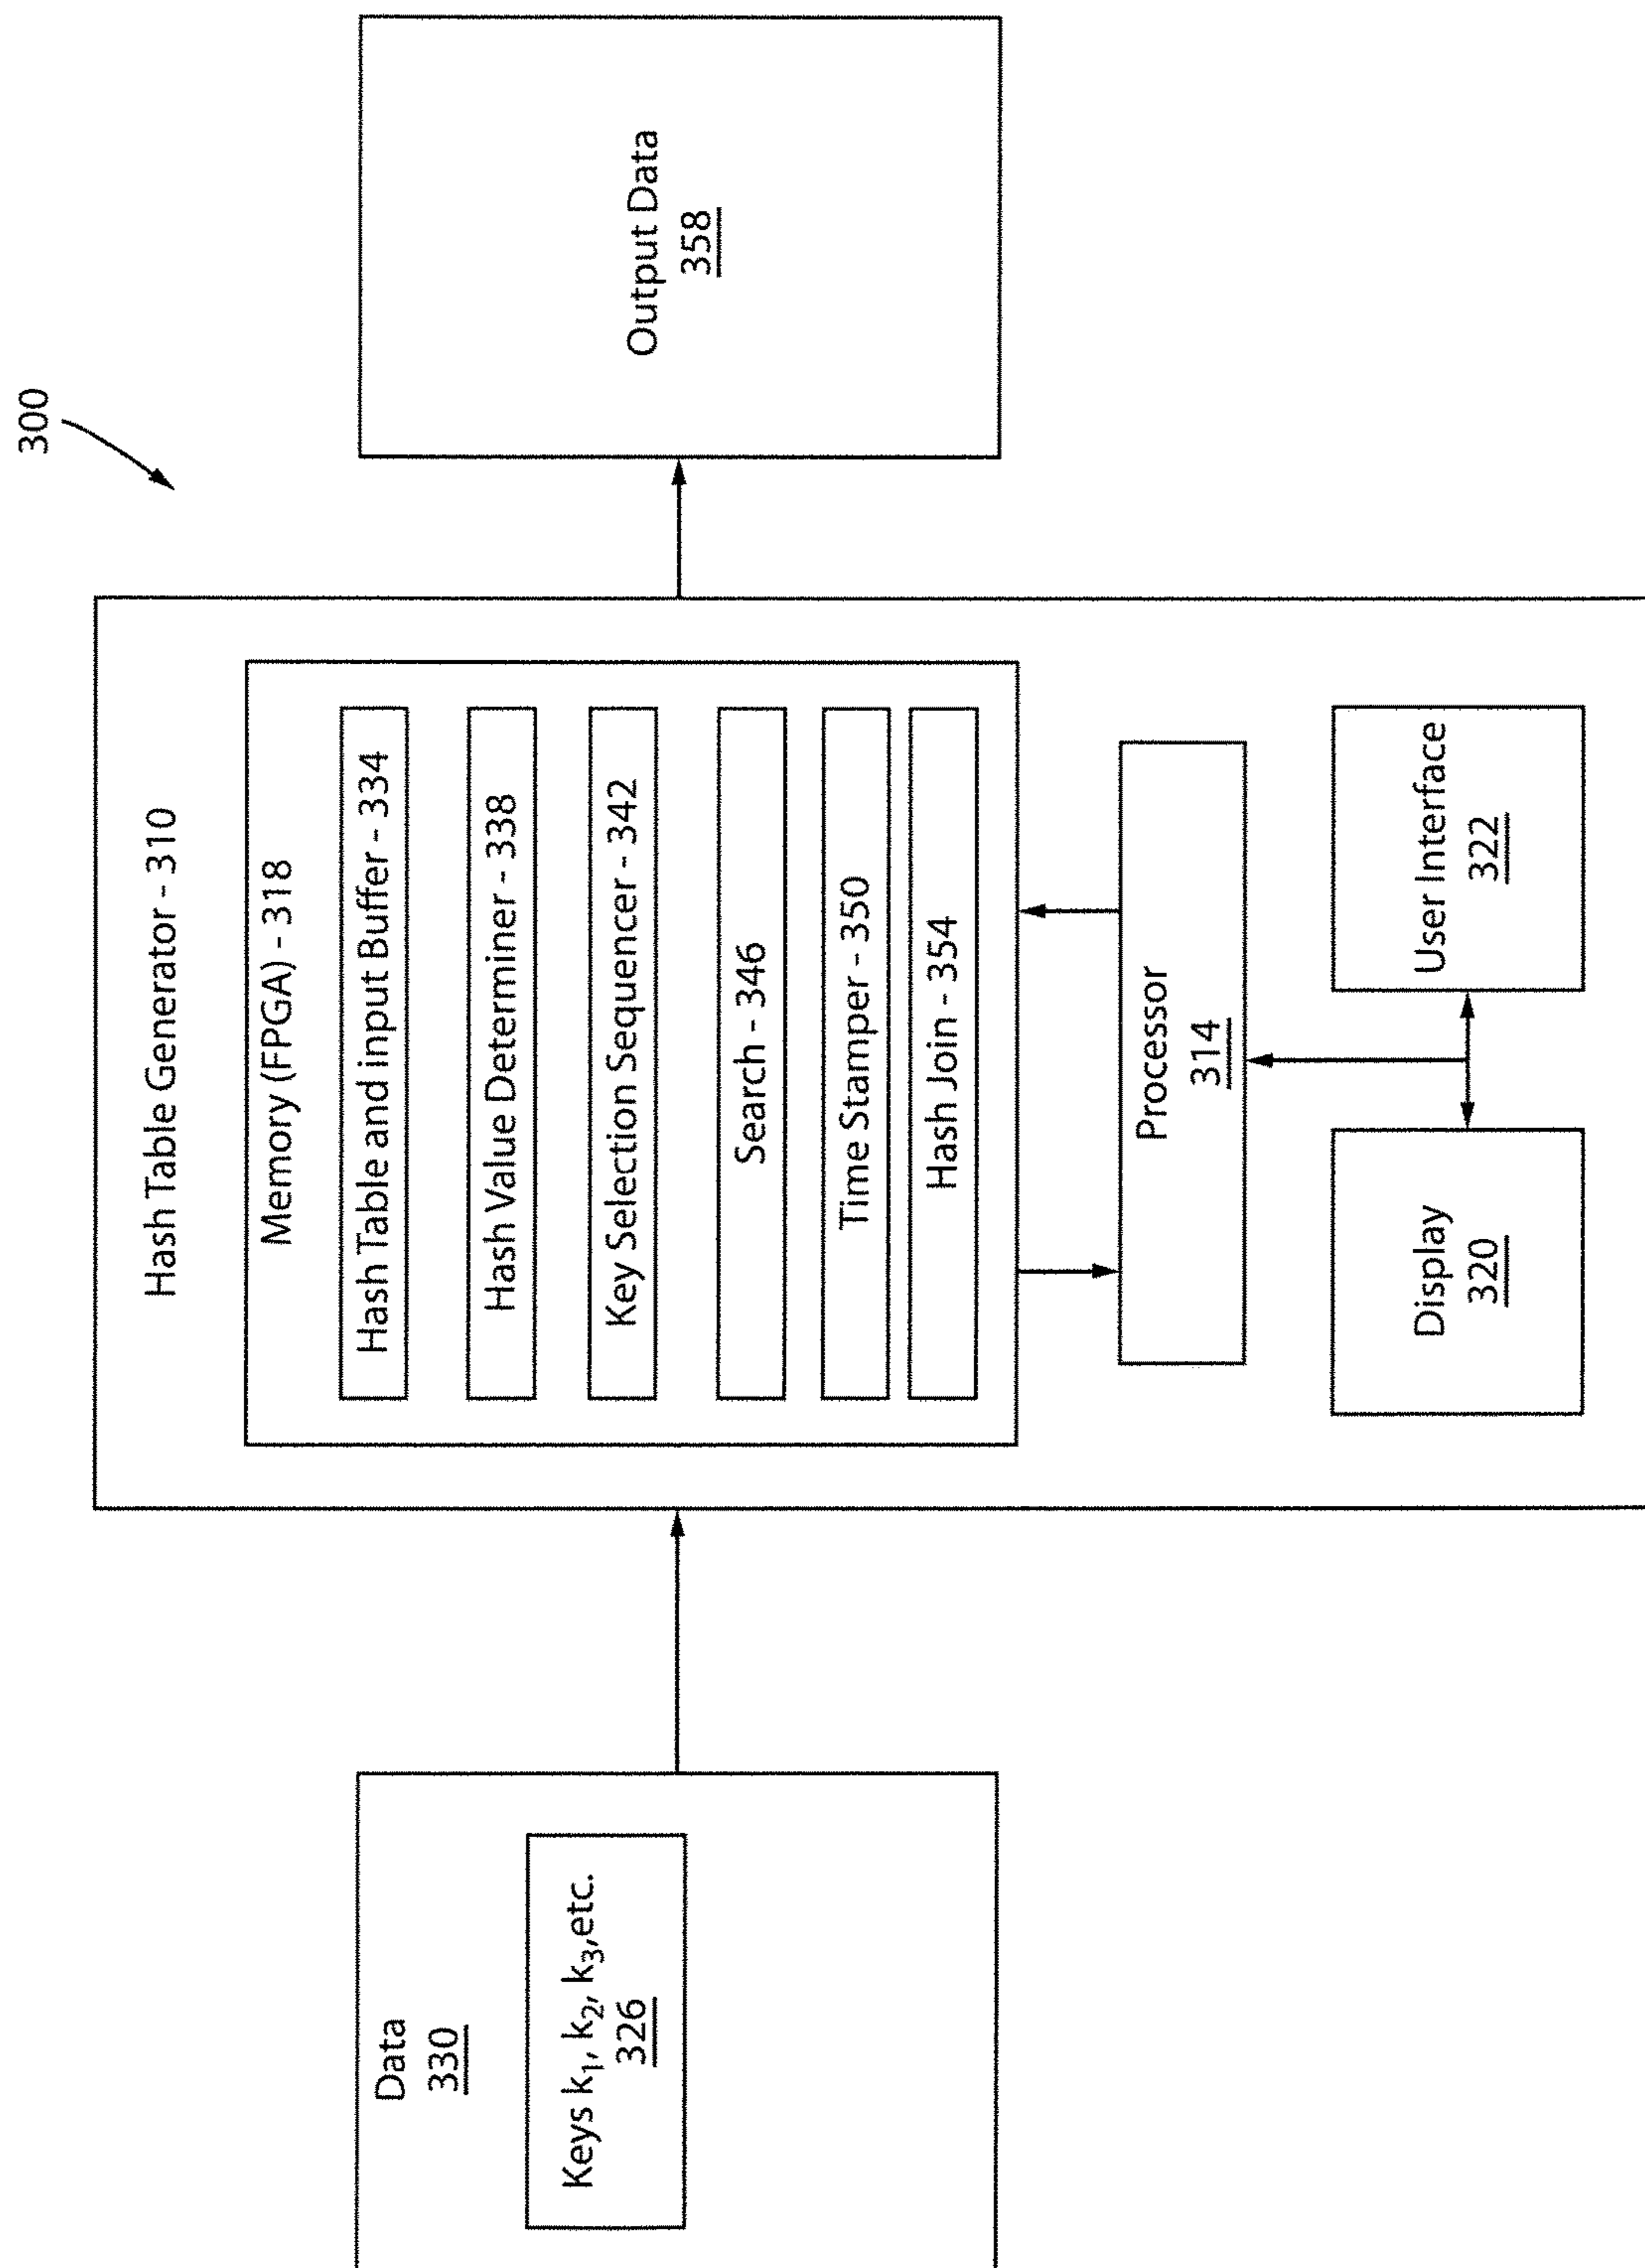 300
Data
330
Keys k₁, k₂, k₃,etc.
326
Hash Table Generator - 310
Memory (FPGA) - 318
Hash Table and input Buffer - 334
Hash Value Determiner - 338
Key Selection Sequencer - 342
Search - 346
Time Stamper - 350
Hash Join - 354
Processor
314
Display
320
User Interface
322
Output Data
358